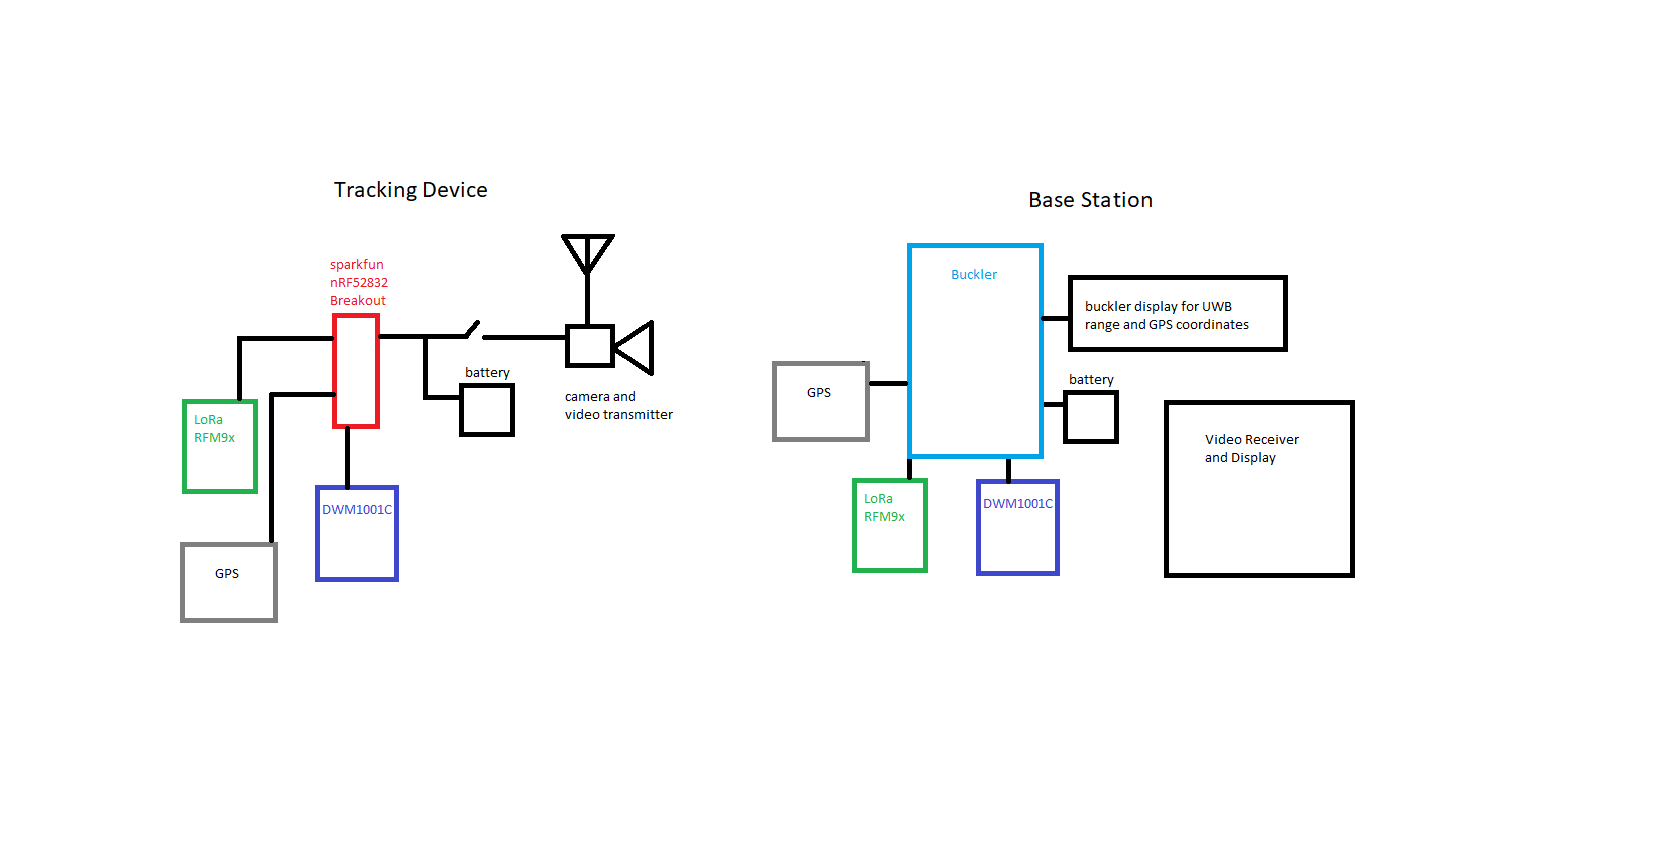 Tracking Device
sparkfun
nRF52832
Breakout
battery
camera and
video transmitter
LoRa
RFM9x
DWM1001C
GPS
Base Station
Buckler
buckler display for UWB
range and GPS coordinates
GPS
battery
Video Receiver
and Display
LoRa
RFM9x
DWM1001C